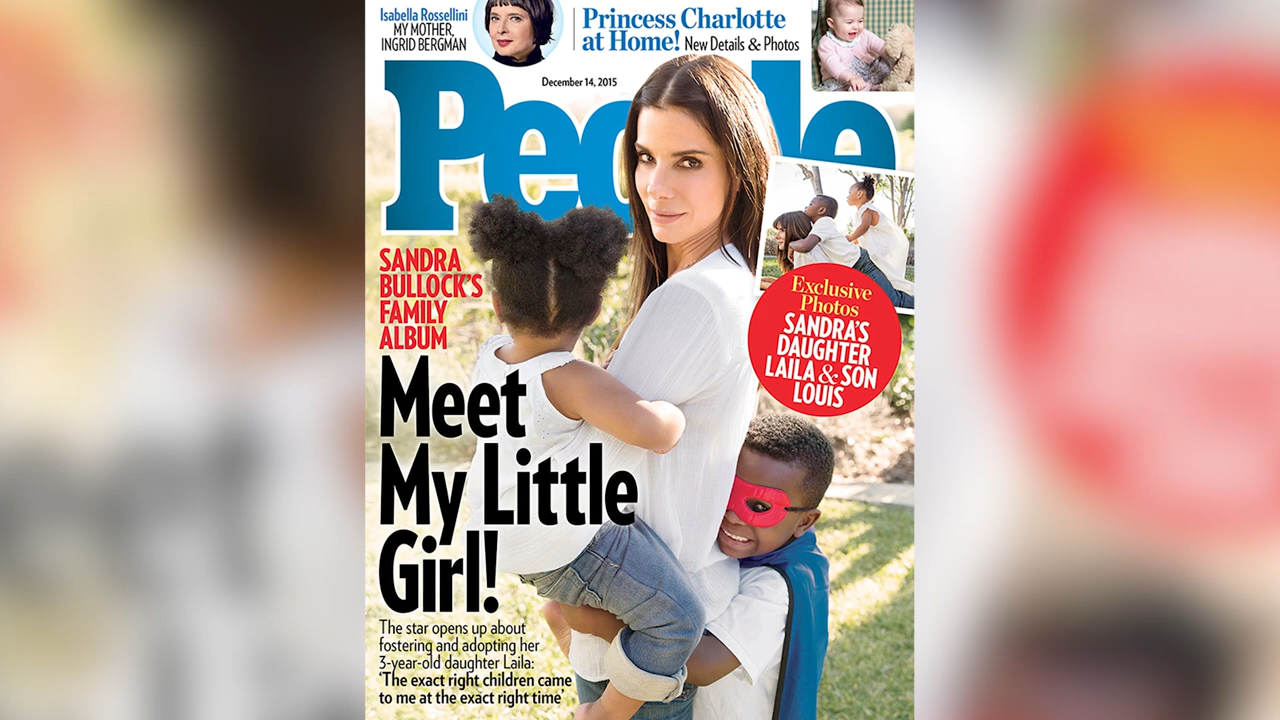 Isabella Rossellini
MY MOTHER,
INGRID BERGMAN
Princess Charlotte
at Home! New Details & Photos
December 14, 2015
People
SANDRA
BULLOCK'S
FAMILY
ALBUM
Exclusive
Photos
SANDRA'S
DAUGHTER
LAILA & SON
LOUIS
Meet
My Little
Girl!
The star opens up about
fostering and adopting her
3-year-old daughter Laila:
‘The exact right children came
to me at the exact right time’